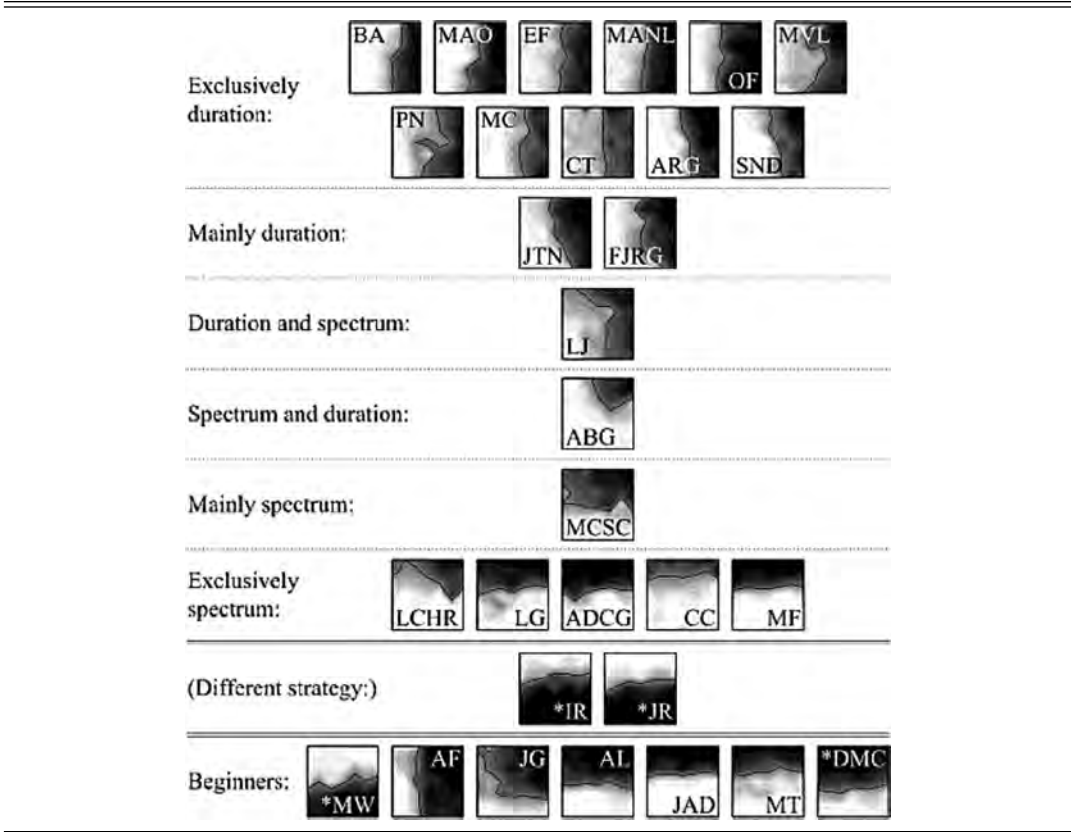 BA MAO EF MANL OF MVL
Exclusively
duration:
PN MC CT ARG SND
Mainly duration:
JTN FJRG
Duration and spectrum:
LJ
Spectrum and duration:
ABG
Mainly spectrum:
MCSC
Exclusively
spectrum:
LCHR LG ADCG CC MF
(Different strategy:)
*IR *JR
Beginners:
*MW AF JG AL JAD MT *DMC